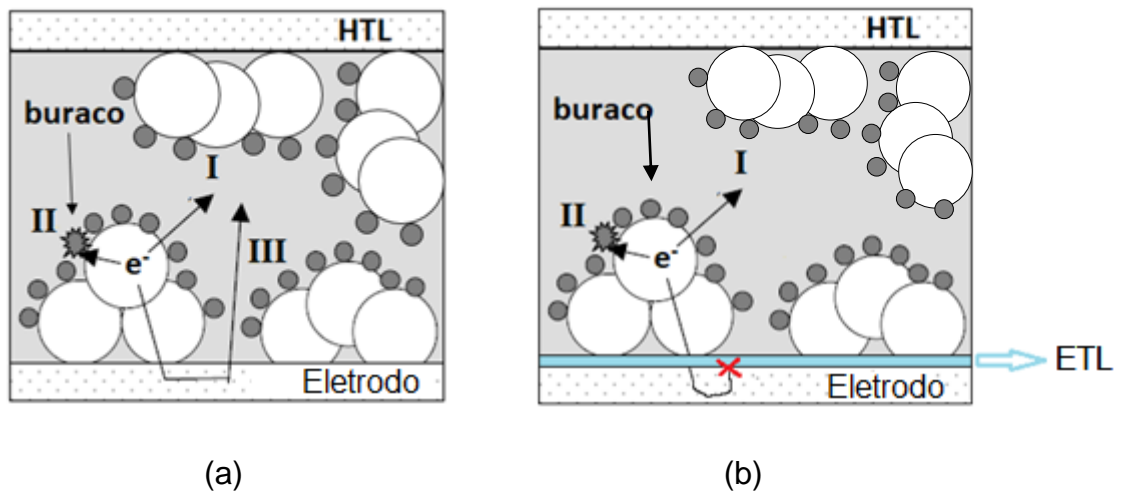 HTL
buraco
I
II
e-
III
Eletrodo
(a)
HTL
buraco
I
II
e-
ETL
Eletrodo
(b)